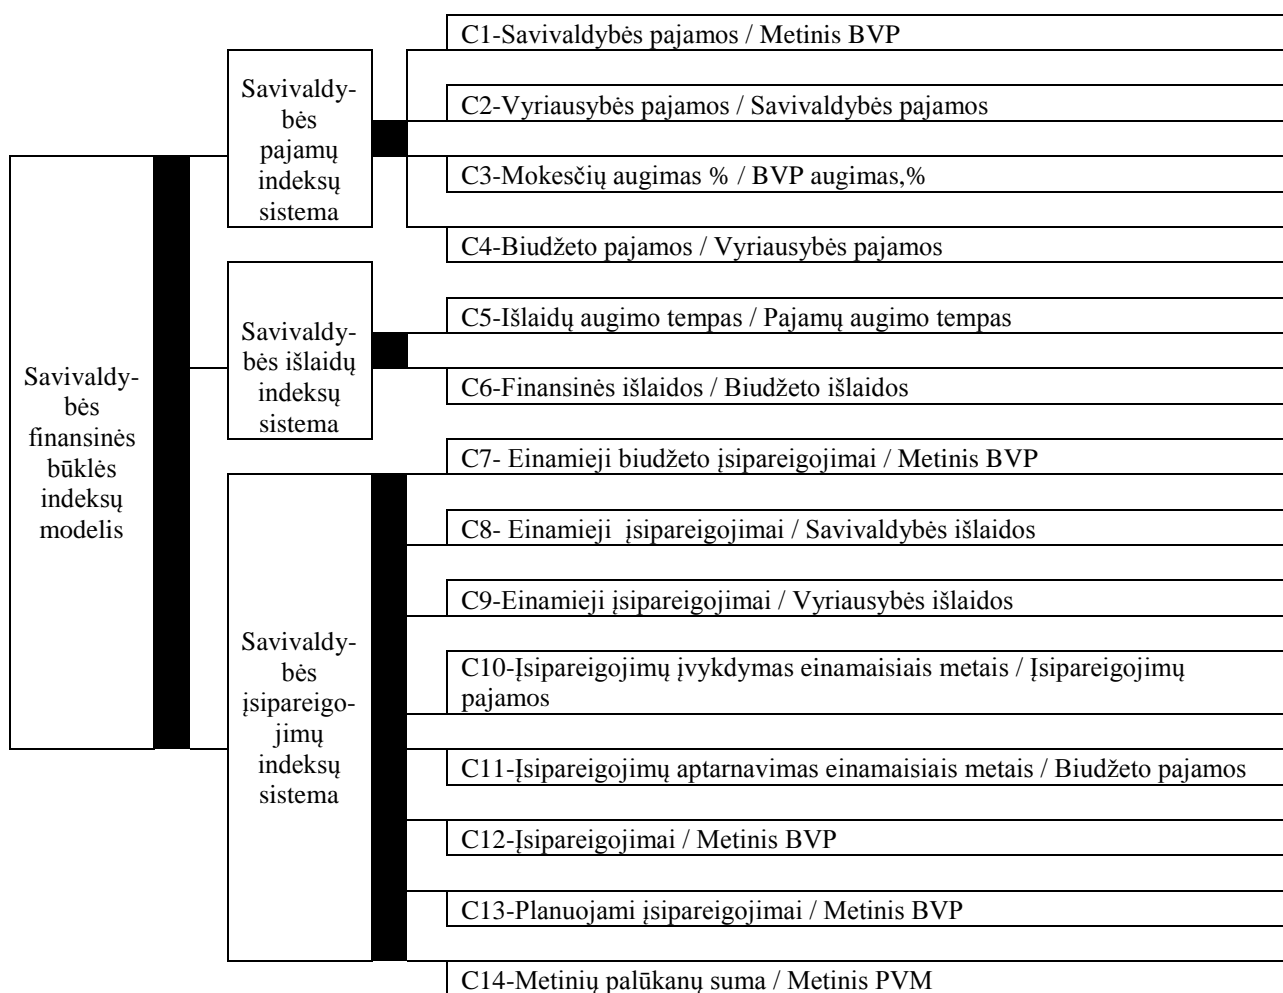 Savivaldy-
bės
finansinės
būklės
indeksų
modelis
Savivaldy-
bės
pajamų
indeksų
sistema
C1-Savivaldybės pajamos / Metinis BVP
C2-Vyriausybės pajamos / Savivaldybės pajamos
C3-Mokesčių augimas % / BVP augimas,%
C4-Biudžeto pajamos / Vyriausybės pajamos
Savivaldy-
bės išlaidų
indeksų
sistema
C5-Išlaidų augimo tempas / Pajamų augimo tempas
C6-Finansinės išlaidos / Biudžeto išlaidos
Savivaldy-
bės
įsipareigo-
jimų
indeksų
sistema
C7- Einamieji biudžeto įsipareigojimai / Metinis BVP
C8- Einamieji įsipareigojimai / Savivaldybės išlaidos
C9-Einamieji įsipareigojimai / Vyriausybės išlaidos
C10-Įsipareigojimų įvykdymas einamaisiais metais / Įsipareigojimų
pajamos
C11-Įsipareigojimų aptarnavimas einamaisiais metais / Biudžeto pajamos
C12-Įsipareigojimai / Metinis BVP
C13-Planuojami įsipareigojimai / Metinis BVP
C14-Metinių palūkanų suma / Metinis PVM